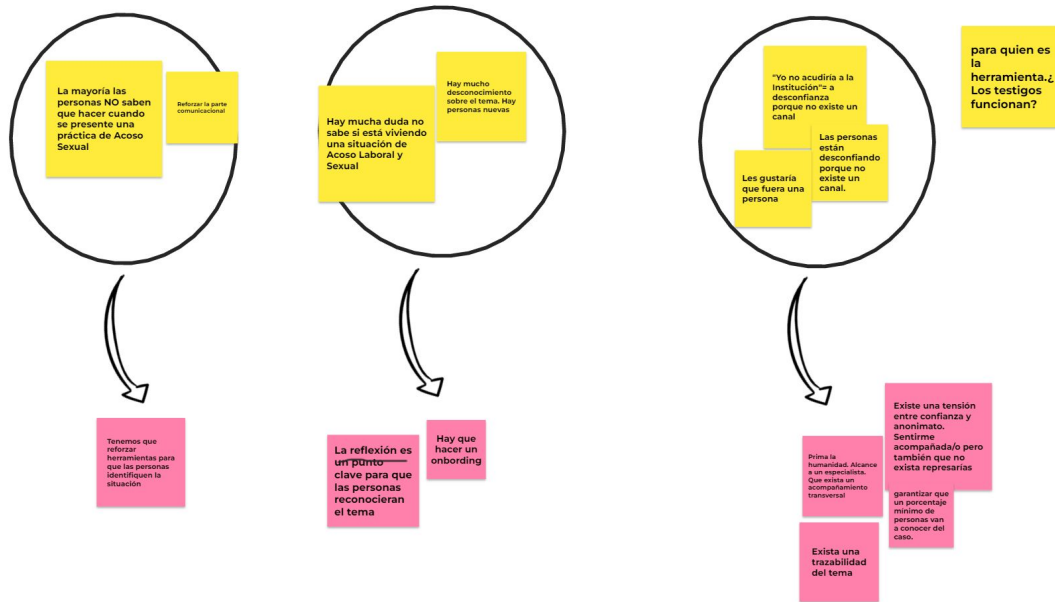 La mayoría las
personas NO saben
que hacer cuando
se presente una
práctica de Acoso
Sexual
Reforzar la parte
comunicacional
Hay mucha duda no
sabe si está viviendo
una situación de
Acoso Laboral y
Sexual
Hay mucho
desconocimiento
sobre el tema. Hay
personas nuevas
"Yo no acudiría a la
Institución"= a
desconfianza
porque no existe un
canal
Las personas
están
desconfiando
porque no
existe un
canal.
Les gustaría
que fuera una
persona
para quien es
la
herramienta.¿
Los testigos
funcionan?
Tenemos que
reforzar
herramientas para
que las personas
identifiquen la
situación
La reflexión es
un punto
clave para que
las personas
reconocieran
el tema
Hay que
hacer un
onbording
Existe una tensión
entre confianza y
anonimato.
Sentirme
acompañada/o pero
también que no
exista represarías
Prima la
humanidad. Alcance
a un especialista.
Que exista un
acompañamiento
transversal
garantizar que
un porcentaje
mínimo de
personas van
a conocer del
caso.
Exista una
trazabilidad
del tema